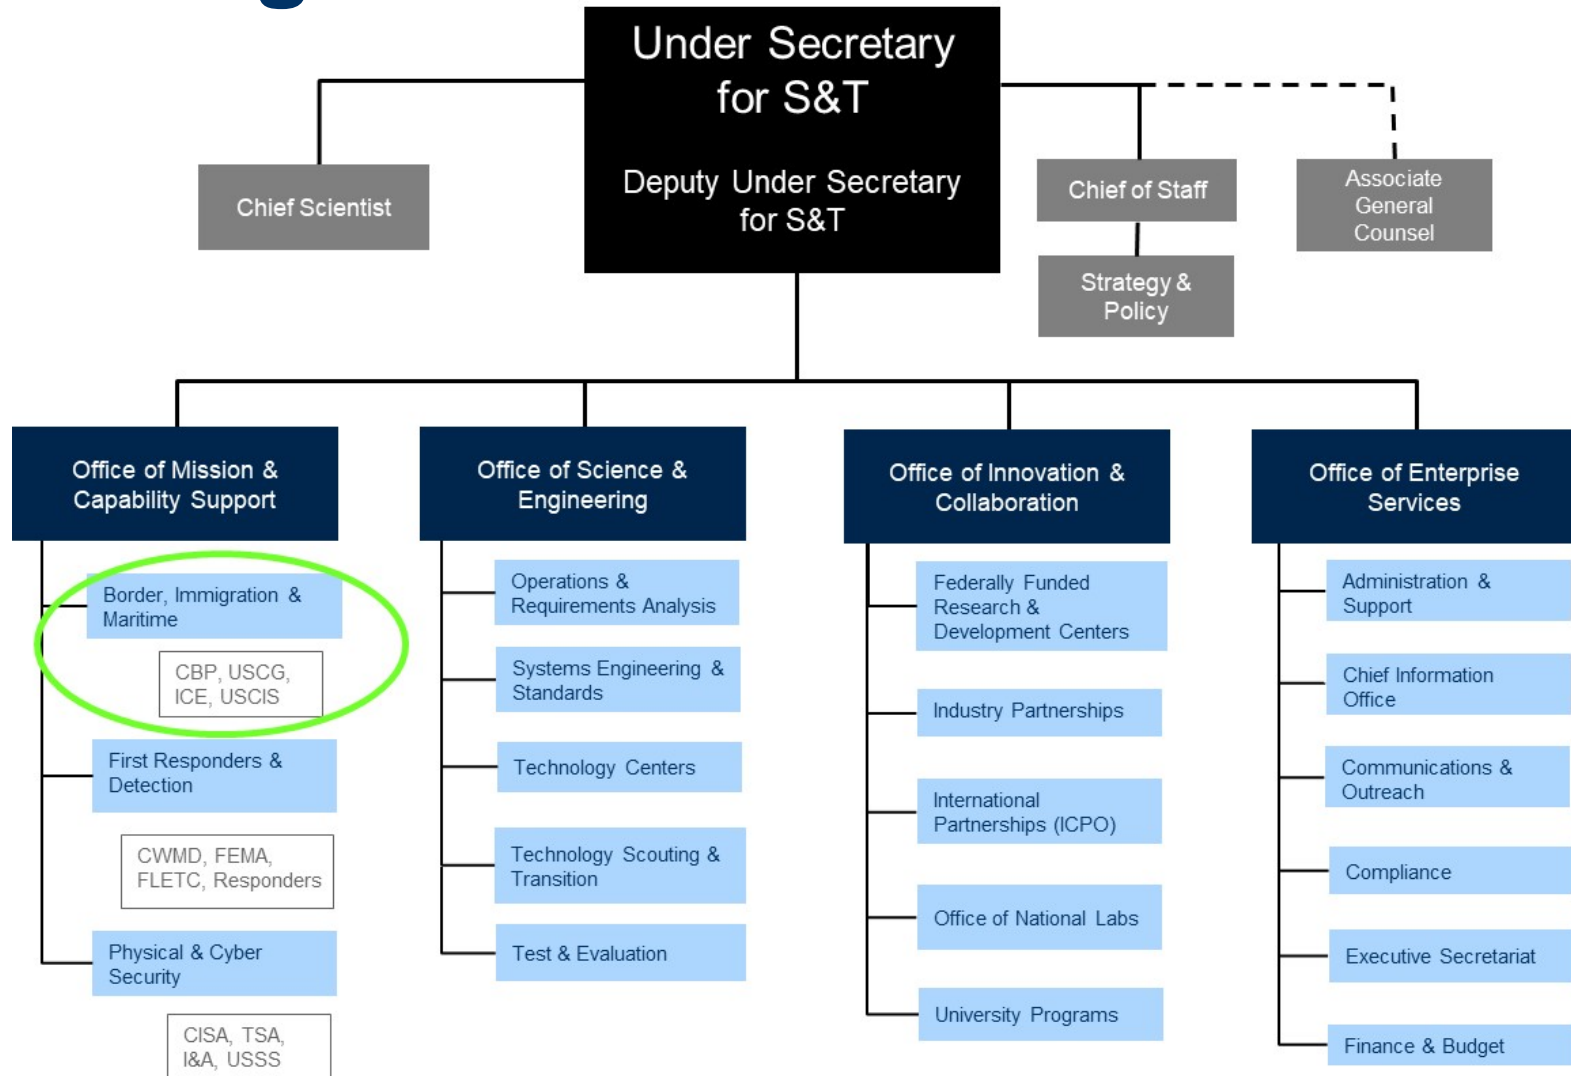 Under Secretary
for S&T
Deputy Under Secretary
for S&T
Chief Scientist
Chief of Staff
Strategy &
Policy
Associate
General
Counsel
Office of Mission &
Capability Support
Border, Immigration &
Maritime
CBP, USCG,
ICE, USCIS
First Responders &
Detection
CWMD, FEMA,
FLETC, Responders
Physical & Cyber
Security
CISA, TSA,
I&A, USSS
Office of Science &
Engineering
Operations &
Requirements Analysis
Systems Engineering &
Standards
Technology Centers
Technology Scouting &
Transition
Test & Evaluation
Office of Innovation &
Collaboration
Federally Funded
Research &
Development Centers
Industry Partnerships
International
Partnerships (ICPO)
Office of National Labs
University Programs
Office of Enterprise
Services
Administration &
Support
Chief Information
Office
Communications &
Outreach
Compliance
Executive Secretariat
Finance & Budget